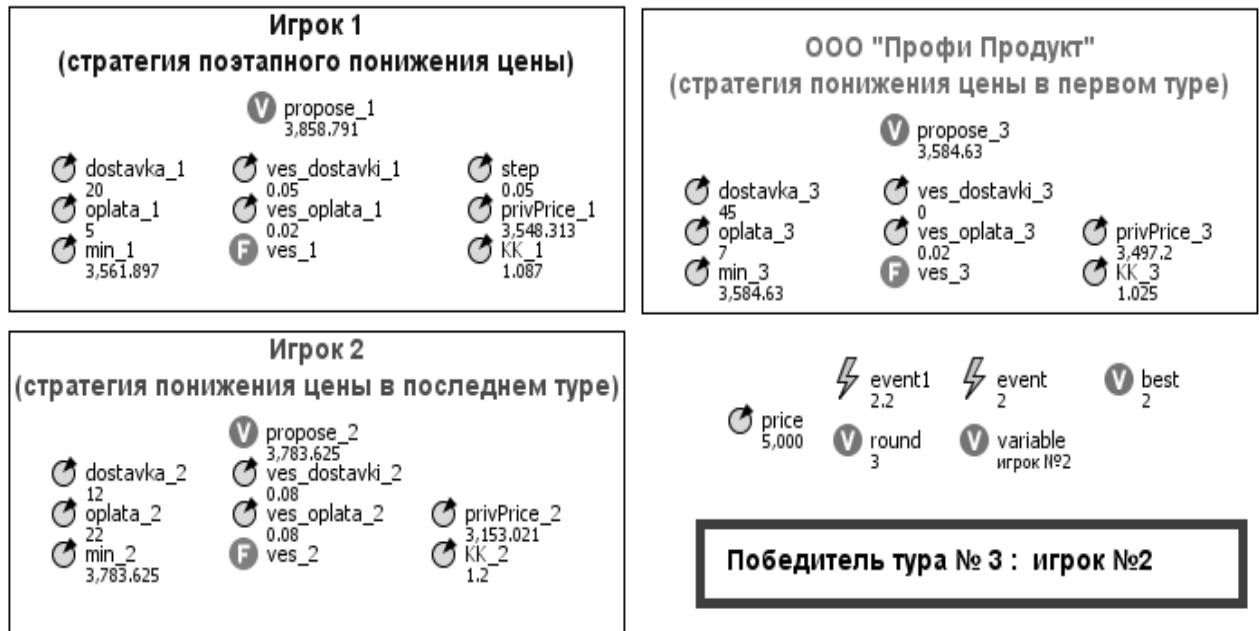 Игрок 1
(стратегия поэтапного понижения цены)
propose_1
3,858.791
dostavka_1 ves_dostavki_1 step
20 0.05 0.05
oplata_1 ves_oplata_1 privPrice_1
5 0.02 3,548.313
min_1 F ves_1 KK_1
3,561.897 1.087
V
ООО "Профи Продукт"
(стратегия понижения цены в первом туре)
V propose_3
3,584.63
dostavka_3 ves_dostavki_3
45 0
oplata_3 ves_oplata_3 privPrice_3
7 0.02 3,497.2
min_3 F ves_3 KK_3
3,584.63 1.025
Игрок 2
(стратегия понижения цены в последнем туре)
V propose_2
3,783.625
dostavka_2 ves_dostavki_2
12 0.08
oplata_2 ves_oplata_2 privPrice_2
22 0.08 3,153.021
min_2 F ves_2 KK_2
3,783.625 1.2
event1 event V best
2.2 2 2
price V round V variable
5,000 3 игрок №2
Победитель тура № 3 : игрок №2